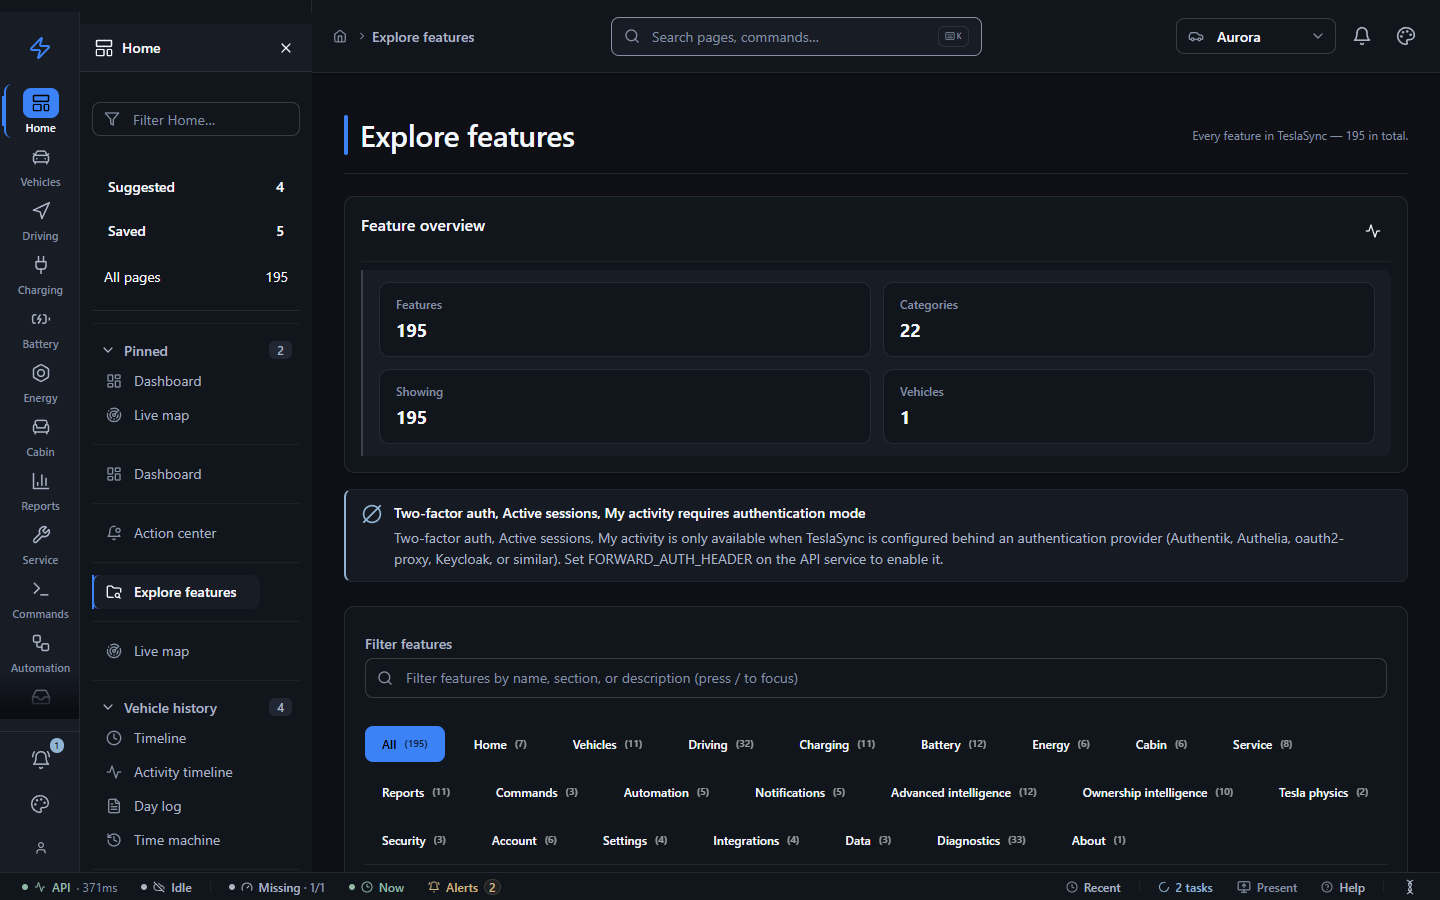 Home
Vehicles
Driving
Charging
Battery
Energy
Cabin
Reports
Service
Commands
Automation
1
Home
Filter Home...
Suggested 4
Saved 5
All pages 195
Pinned 2
Dashboard
Live map
Dashboard
Action center
Explore features
Live map
Vehicle history 4
Timeline
Activity timeline
Day log
Time machine
Explore features
Search pages, commands... K
Aurora
Explore features
Every feature in TeslaSync — 195 in total.
Feature overview
Features
195
Categories
22
Showing
195
Vehicles
1
Two-factor auth, Active sessions, My activity requires authentication mode
Two-factor auth, Active sessions, My activity is only available when TeslaSync is configured behind an authentication provider (Authentik, Authelia, oauth2-
proxy, Keycloak, or similar). Set FORWARD_AUTH_HEADER on the API service to enable it.
Filter features
Filter features by name, section, or description (press / to focus)
All (195) Home (7) Vehicles (11) Driving (32) Charging (11) Battery (12) Energy (6) Cabin (6) Service (8)
Reports (11) Commands (3) Automation (5) Notifications (5) Advanced intelligence (12) Ownership intelligence (10) Tesla physics (2)
Security (3) Account (6) Settings (4) Integrations (4) Data (3) Diagnostics (33) About (1)
API · 371ms Idle Missing · 1/1 Now Alerts 2 Recent 2 tasks Present Help